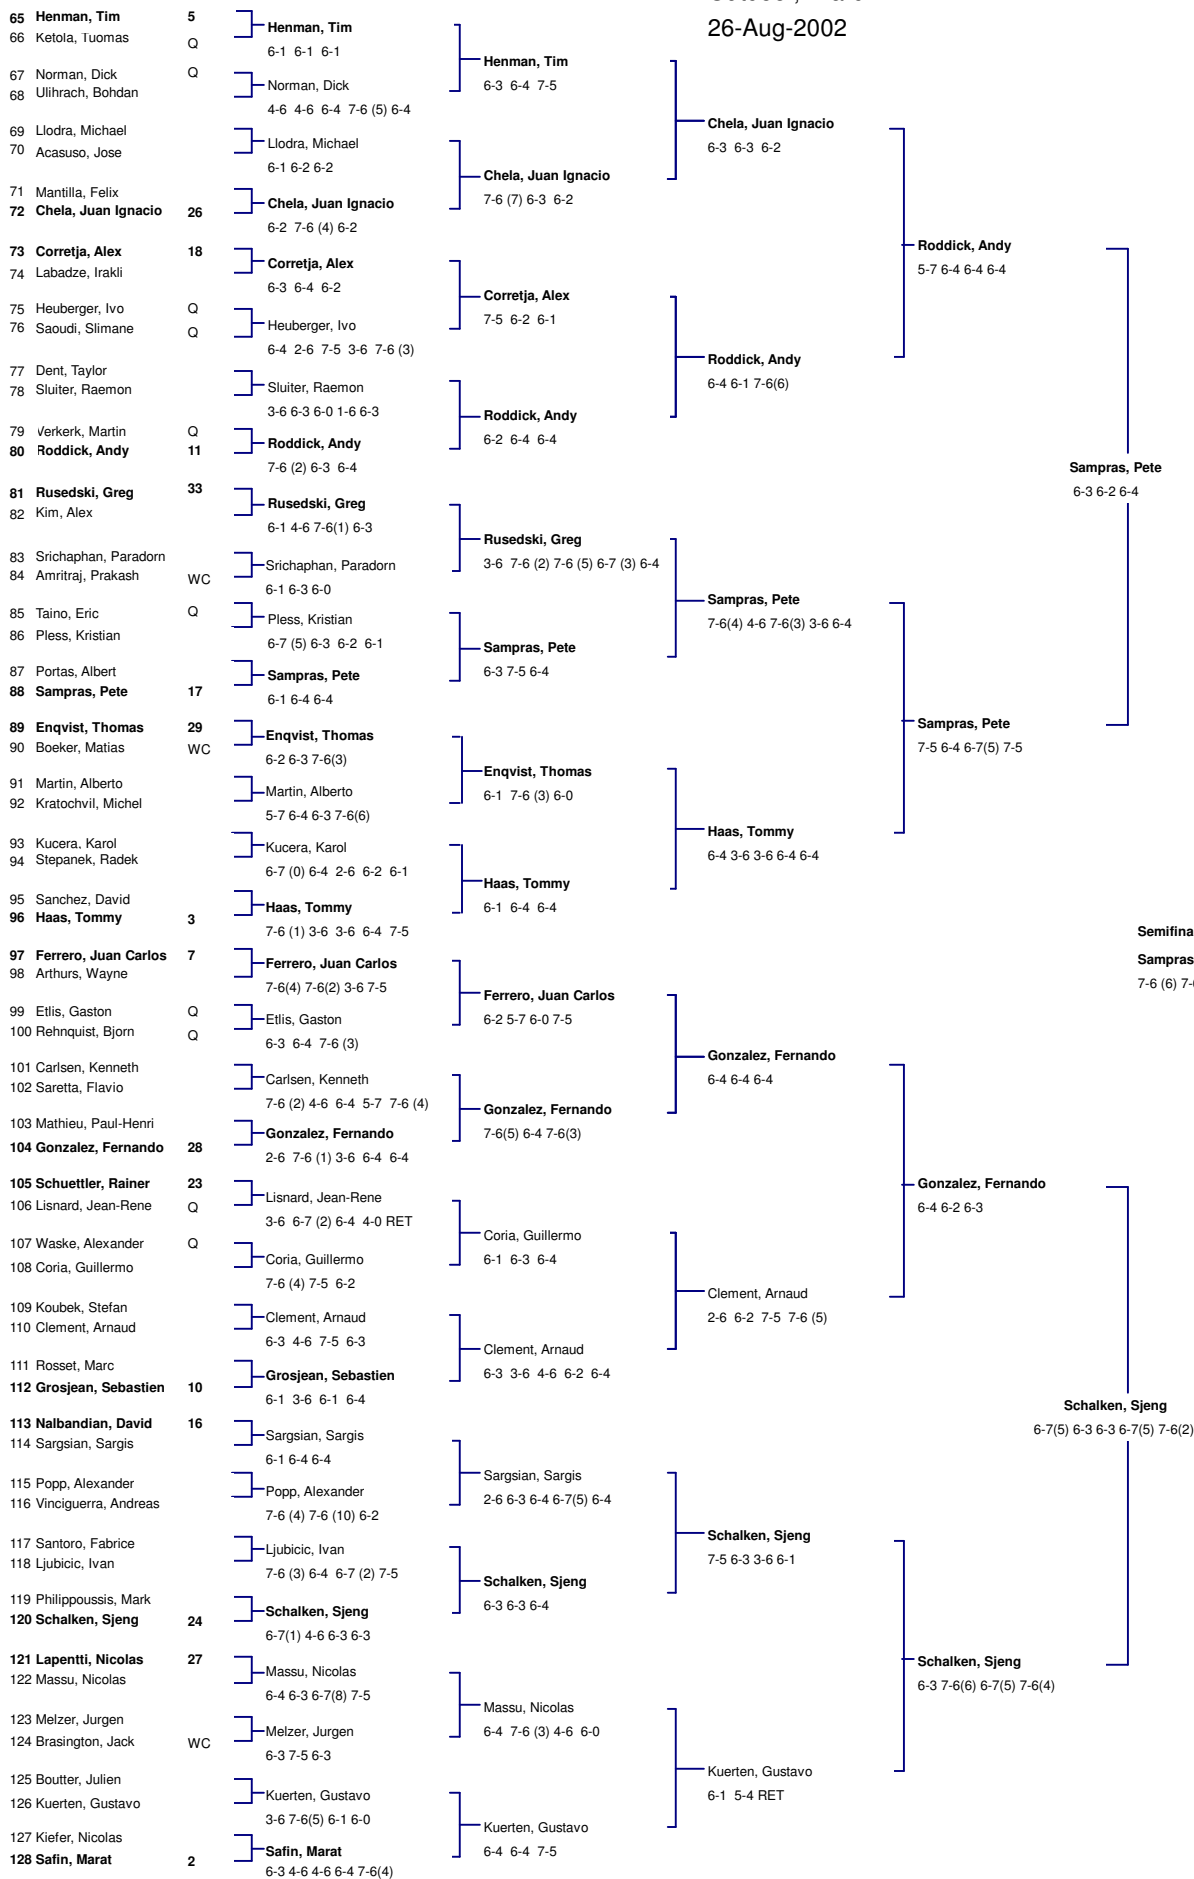 26-Aug-2002
65 Henman, Tim 5
66 Ketola, Tuomas Q
67 Norman, Dick Q
68 Ulihrach, Bohdan
69 Llodra, Michael
70 Acasuso, Jose
71 Mantilla, Felix
72 Chela, Juan Ignacio 26
73 Corretja, Alex 18
74 Labadze, Irakli
75 Heuberger, Ivo Q
76 Saoudi, Slimane Q
77 Dent, Taylor
78 Sluiter, Raemon
79 Verkerk, Martin Q
80 Roddick, Andy 11
81 Rusedski, Greg 33
82 Kim, Alex
83 Srichaphan, Paradorn
84 Amritraj, Prakash WC
85 Taino, Eric Q
86 Pless, Kristian
87 Portas, Albert
88 Sampras, Pete 17
89 Enqvist, Thomas 29
90 Boeker, Matias WC
91 Martin, Alberto
92 Kratochvil, Michel
93 Kucera, Karol
94 Stepanek, Radek
95 Sanchez, David
96 Haas, Tommy 3
97 Ferrero, Juan Carlos 7
98 Arthurs, Wayne
99 Etlis, Gaston Q
100 Rehnquist, Bjorn Q
101 Carlsen, Kenneth
102 Saretta, Flavio
103 Mathieu, Paul-Henri
104 Gonzalez, Fernando 28
105 Schuettler, Rainer 23
106 Lisnard, Jean-Rene Q
107 Waske, Alexander Q
108 Coria, Guillermo
109 Koubek, Stefan
110 Clement, Arnaud
111 Rosset, Marc
112 Grosjean, Sebastien 10
113 Nalbandian, David 16
114 Sargsian, Sargis
115 Popp, Alexander
116 Vinciguerra, Andreas
117 Santoro, Fabrice
118 Ljubicic, Ivan
119 Philippoussis, Mark
120 Schalken, Sjeng 24
121 Lapentti, Nicolas 27
122 Massu, Nicolas
123 Melzer, Jurgen
124 Brasington, Jack WC
125 Boutter, Julien
126 Kuerten, Gustavo
127 Kiefer, Nicolas
128 Safin, Marat 2
Henman, Tim
6-1 6-1 6-1
Norman, Dick
4-6 4-6 6-4 7-6 (5) 6-4
Llodra, Michael
6-1 6-2 6-2
Chela, Juan Ignacio
6-2 7-6 (4) 6-2
Corretja, Alex
6-3 6-4 6-2
Heuberger, Ivo
6-4 2-6 7-5 3-6 7-6 (3)
Sluiter, Raemon
3-6 6-3 6-0 1-6 6-3
Roddick, Andy
7-6 (2) 6-3 6-4
Rusedski, Greg
6-1 4-6 7-6(1) 6-3
Srichaphan, Paradorn
6-1 6-3 6-0
Pless, Kristian
6-7 (5) 6-3 6-2 6-1
Sampras, Pete
6-1 6-4 6-4
Enqvist, Thomas
6-2 6-3 7-6(3)
Martin, Alberto
5-7 6-4 6-3 7-6(6)
Kucera, Karol
6-7 (0) 6-4 2-6 6-2 6-1
Haas, Tommy
7-6 (1) 3-6 3-6 6-4 7-5
Ferrero, Juan Carlos
7-6(4) 7-6(2) 3-6 7-5
Etlis, Gaston
6-3 6-4 7-6 (3)
Carlsen, Kenneth
7-6 (2) 4-6 6-4 5-7 7-6 (4)
Gonzalez, Fernando
2-6 7-6 (1) 3-6 6-4 6-4
Lisnard, Jean-Rene
3-6 6-7 (2) 6-4 4-0 RET
Coria, Guillermo
7-6 (4) 7-5 6-2
Clement, Arnaud
6-3 4-6 7-5 6-3
Grosjean, Sebastien
6-1 3-6 6-1 6-4
Sargsian, Sargis
6-1 6-4 6-4
Popp, Alexander
7-6 (4) 7-6 (10) 6-2
Ljubicic, Ivan
7-6 (3) 6-4 6-7 (2) 7-5
Schalken, Sjeng
6-7(1) 4-6 6-3 6-3
Massu, Nicolas
6-4 6-3 6-7(8) 7-5
Melzer, Jurgen
6-3 7-5 6-3
Kuerten, Gustavo
3-6 7-6(5) 6-1 6-0
Safin, Marat
6-3 4-6 4-6 6-4 7-6(4)
Henman, Tim
6-3 6-4 7-5
Chela, Juan Ignacio
7-6 (7) 6-3 6-2
Corretja, Alex
7-5 6-2 6-1
Roddick, Andy
6-2 6-4 6-4
Rusedski, Greg
3-6 7-6 (2) 7-6 (5) 6-7 (3) 6-4
Sampras, Pete
6-3 7-5 6-4
Enqvist, Thomas
6-1 7-6 (3) 6-0
Haas, Tommy
6-1 6-4 6-4
Ferrero, Juan Carlos
6-2 5-7 6-0 7-5
Gonzalez, Fernando
7-6(5) 6-4 7-6(3)
Coria, Guillermo
6-1 6-3 6-4
Clement, Arnaud
6-3 3-6 4-6 6-2 6-4
Sargsian, Sargis
2-6 6-3 6-4 6-7(5) 6-4
Schalken, Sjeng
6-3 6-3 6-4
Massu, Nicolas
6-4 7-6 (3) 4-6 6-0
Kuerten, Gustavo
6-4 6-4 7-5
Chela, Juan Ignacio
6-3 6-3 6-2
Roddick, Andy
6-4 6-1 7-6(6)
Sampras, Pete
7-6(4) 4-6 7-6(3) 3-6 6-4
Haas, Tommy
6-4 3-6 3-6 6-4 6-4
Gonzalez, Fernando
6-4 6-4 6-4
Clement, Arnaud
2-6 6-2 7-5 7-6 (5)
Schalken, Sjeng
7-5 6-3 3-6 6-1
Kuerten, Gustavo
6-1 5-4 RET
Roddick, Andy
5-7 6-4 6-4 6-4
Sampras, Pete
7-5 6-4 6-7(5) 7-5
Gonzalez, Fernando
6-4 6-2 6-3
Schalken, Sjeng
6-3 7-6(6) 6-7(5) 7-6(4)
Sampras, Pete
6-3 6-2 6-4
Schalken, Sjeng
6-7(5) 6-3 6-3 6-7(5) 7-6(2)
Semifina
Sampras
7-6 (6) 7-